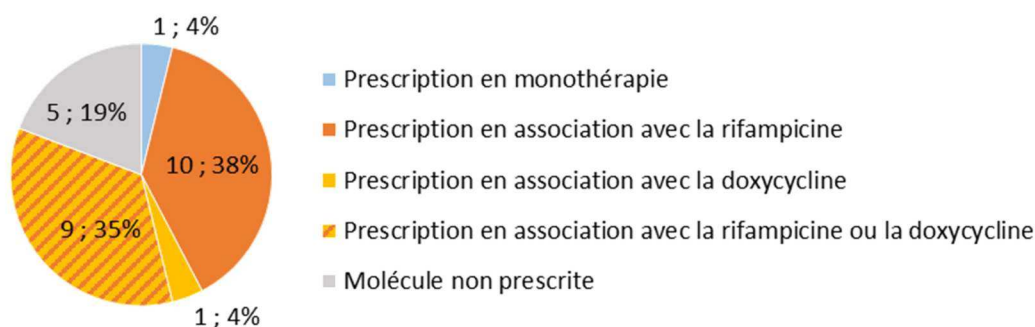 1 ; 4%
5 ; 19%
10 ; 38%
9 ; 35%
1 ; 4%
Prescription en monothérapie
Prescription en association avec la rifampicine
Prescription en association avec la doxycycline
Prescription en association avec la rifampicine ou la doxycycline
Molécule non prescrite